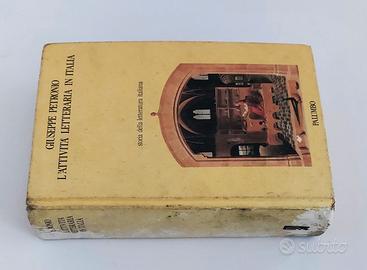 GIUSEPPE PETRONIO
L'ATTIVITÀ LETTERARIA IN ITALIA
storia della letteratura italiana
PALUMBO
subito